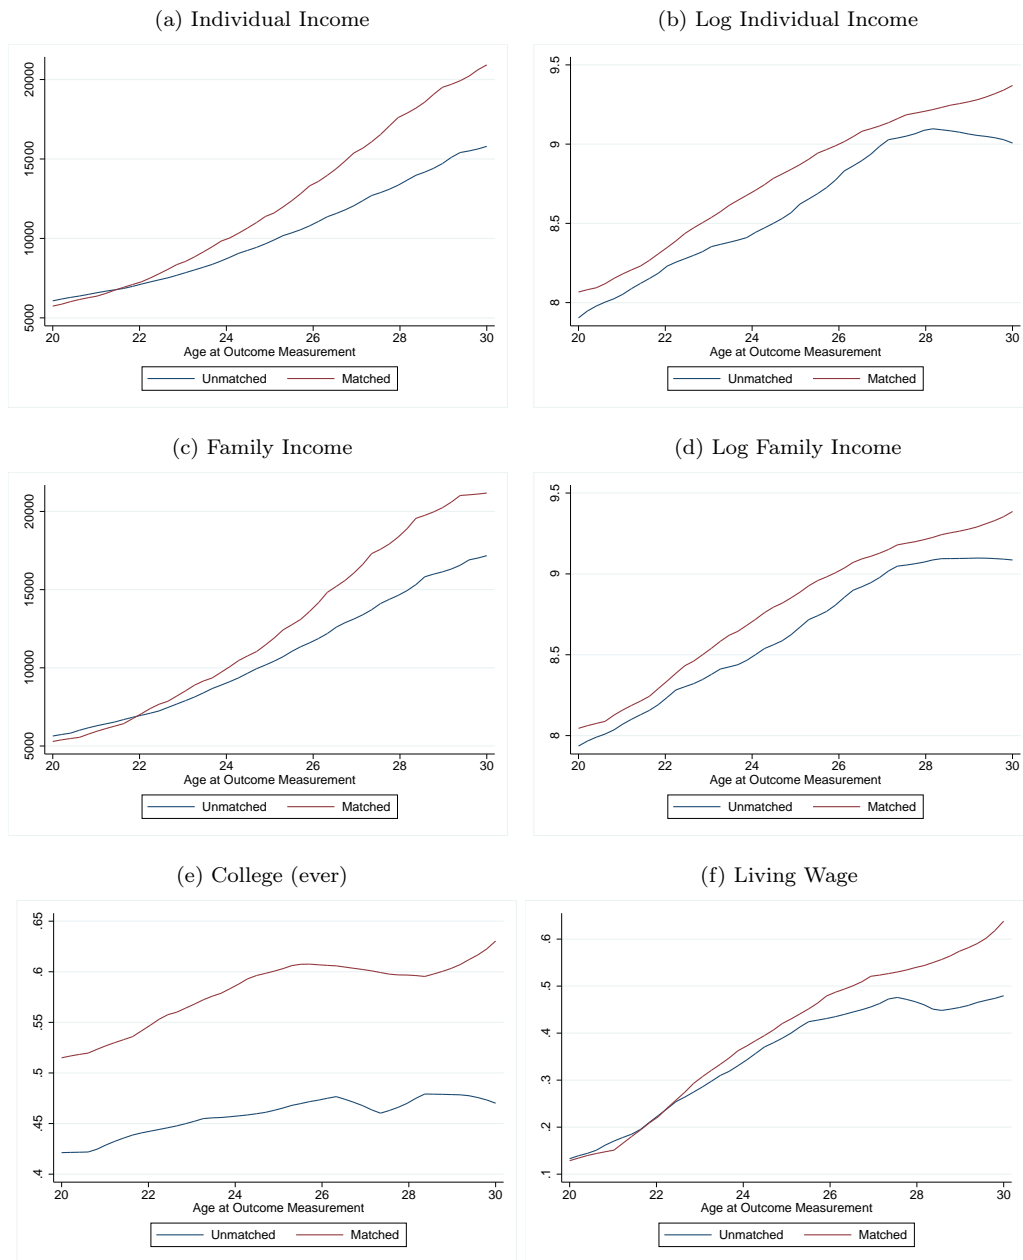 (a) Individual Income
(b) Log Individual Income
20000
15000
10000
5000
20 22 24 26 28 30
Age at Outcome Measurement
Unmatched Matched
9.5
9
8.5
8
20 22 24 26 28 30
Age at Outcome Measurement
Unmatched Matched
(c) Family Income
(d) Log Family Income
20000
15000
10000
5000
20 22 24 26 28 30
Age at Outcome Measurement
Unmatched Matched
9.5
9
8.5
8
20 22 24 26 28 30
Age at Outcome Measurement
Unmatched Matched
(e) College (ever)
(f) Living Wage
.65
.6
.55
.5
.45
.4
20 22 24 26 28 30
Age at Outcome Measurement
Unmatched Matched
.6
.5
.4
.3
.2
.1
20 22 24 26 28 30
Age at Outcome Measurement
Unmatched Matched